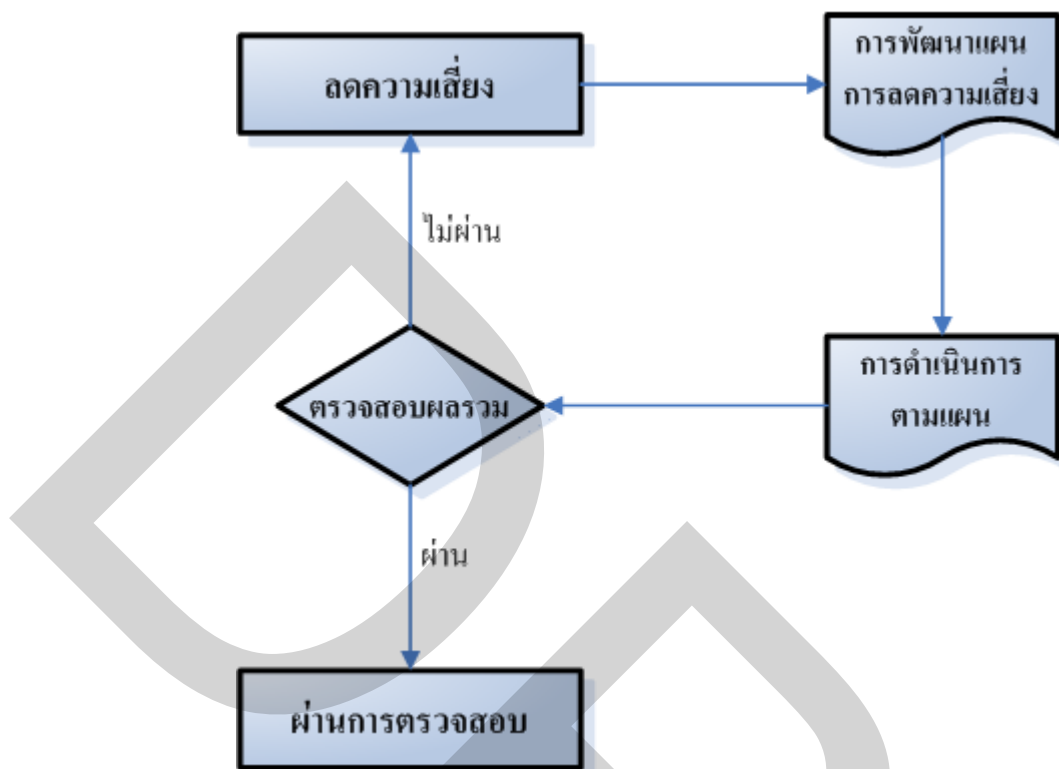 ลดความเสี่ยง
การพัฒนาแผน
การลดความเสี่ยง
ไม่ผ่าน
ตรวจสอบผลรวม
การดำเนินการ
ตามแผน
ผ่าน
ผ่านการตรวจสอบ